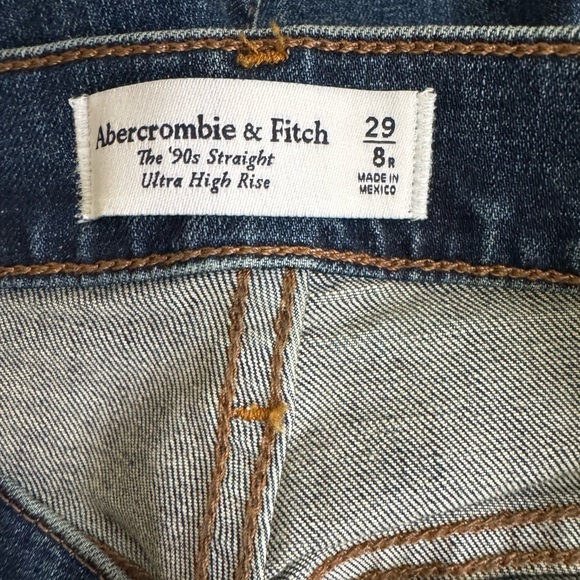 Abercrombie & Fitch
The '90s Straight
Ultra High Rise
29
8R
MADE IN
MEXICO